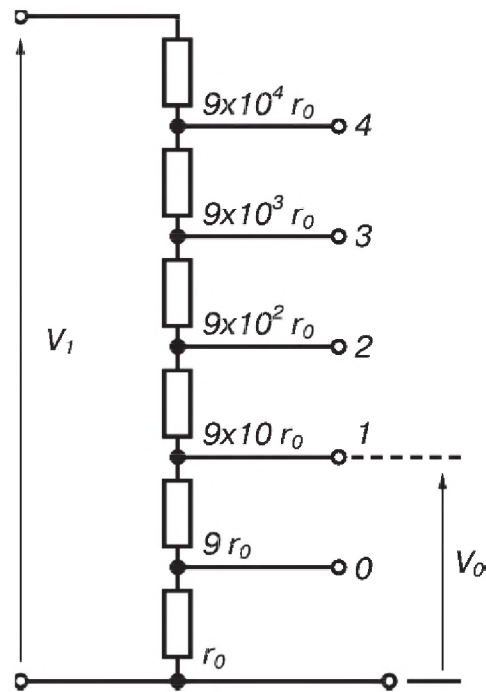 9x10⁴ r₀ 4
9x10³ r₀ 3
9x10² r₀ 2
V₁
9x10 r₀ 1
9 r₀ 0
V₀
r₀